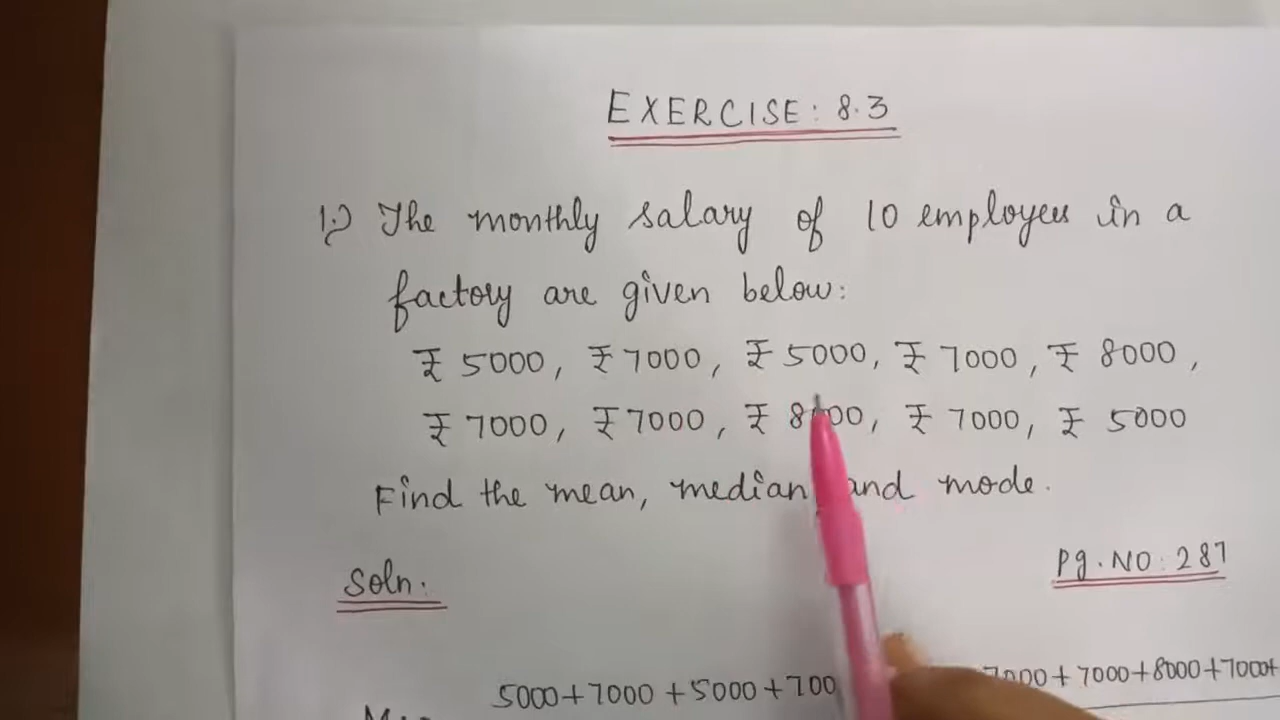 EXERCISE: 8.3
1.) The monthly salary of 10 employees in a
factory are given below:
₹ 5000, ₹ 7000, ₹ 5000, ₹ 7000, ₹ 8000,
₹ 7000, ₹ 7000, ₹ 8000, ₹ 7000, ₹ 5000
Find the mean, median, and mode.
Soln.
Pg. NO: 287
5000+7000+5000+700 7000+7000+8000+7000+